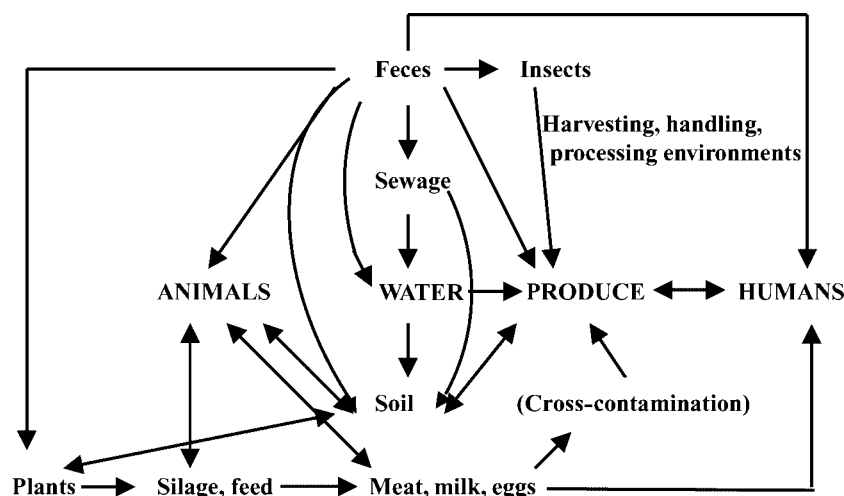 Feces
Insects
Harvesting, handling,
processing environments
Sewage
ANIMALS
WATER
PRODUCE
HUMANS
Soil
(Cross-contamination)
Plants
Silage, feed
Meat, milk, eggs